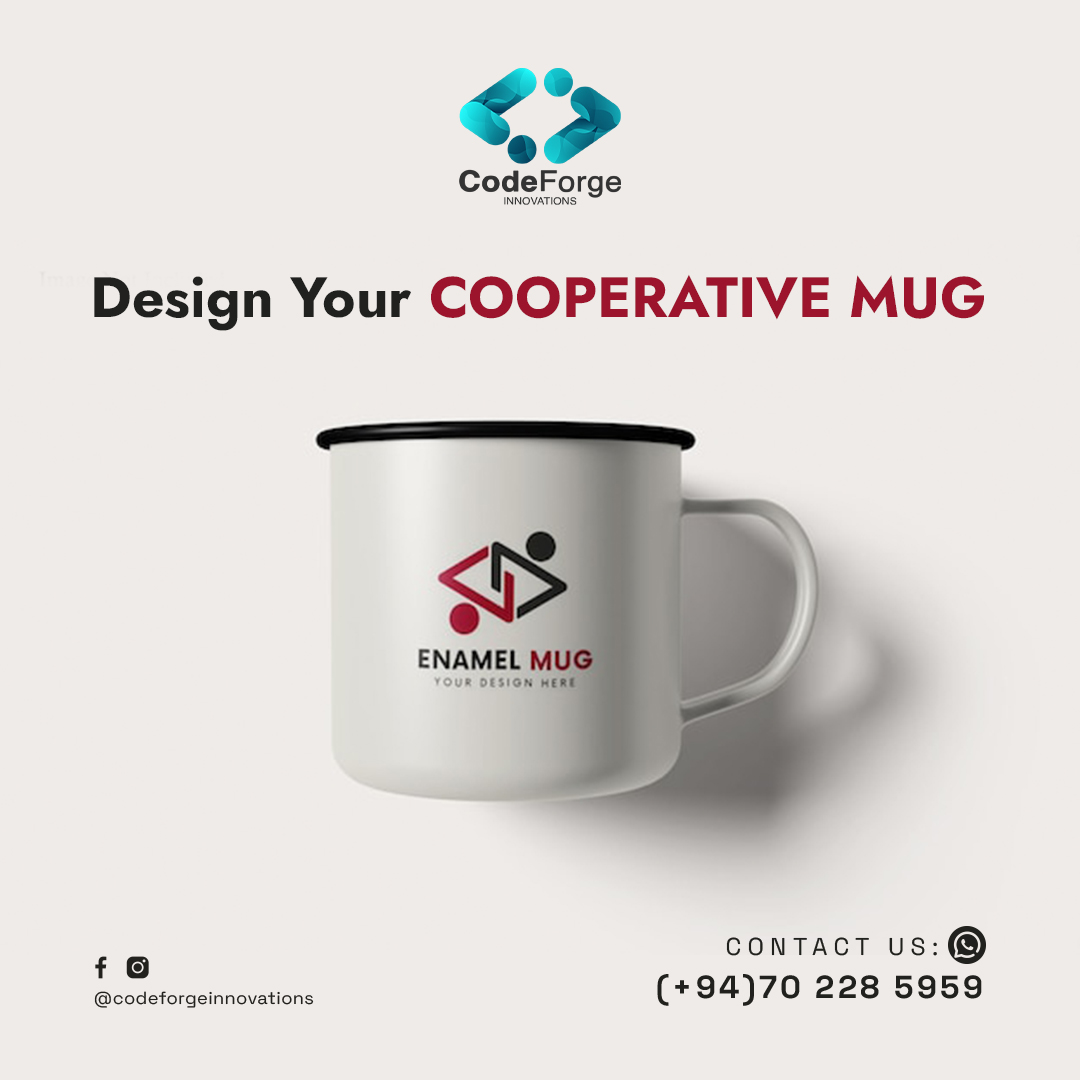 CodeForge
INNOVATIONS
Design Your COOPERATIVE MUG
ENAMEL MUG
YOUR DESIGN HERE
CONTACT US:
(+94)70 228 5959
@codeforgeinnovations